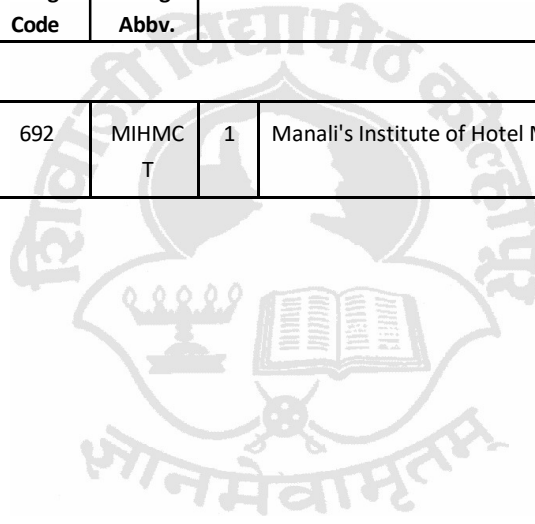 Code Abbv.
692 MIHMC 1 Manali's Institute of Hotel
T
शिवाजी विद्यापीठ कोल्हापूर
ज्ञानमेवामृतम्